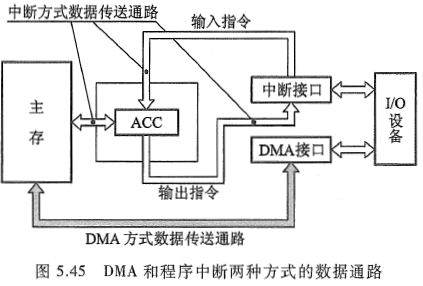 中断方式数据传送通路
输入指令
主存
ACC
中断接口
I/O
设备
DMA接口
输出指令
DMA 方式数据传送通路
图 5.45 DMA 和程序中断两种方式的数据通路